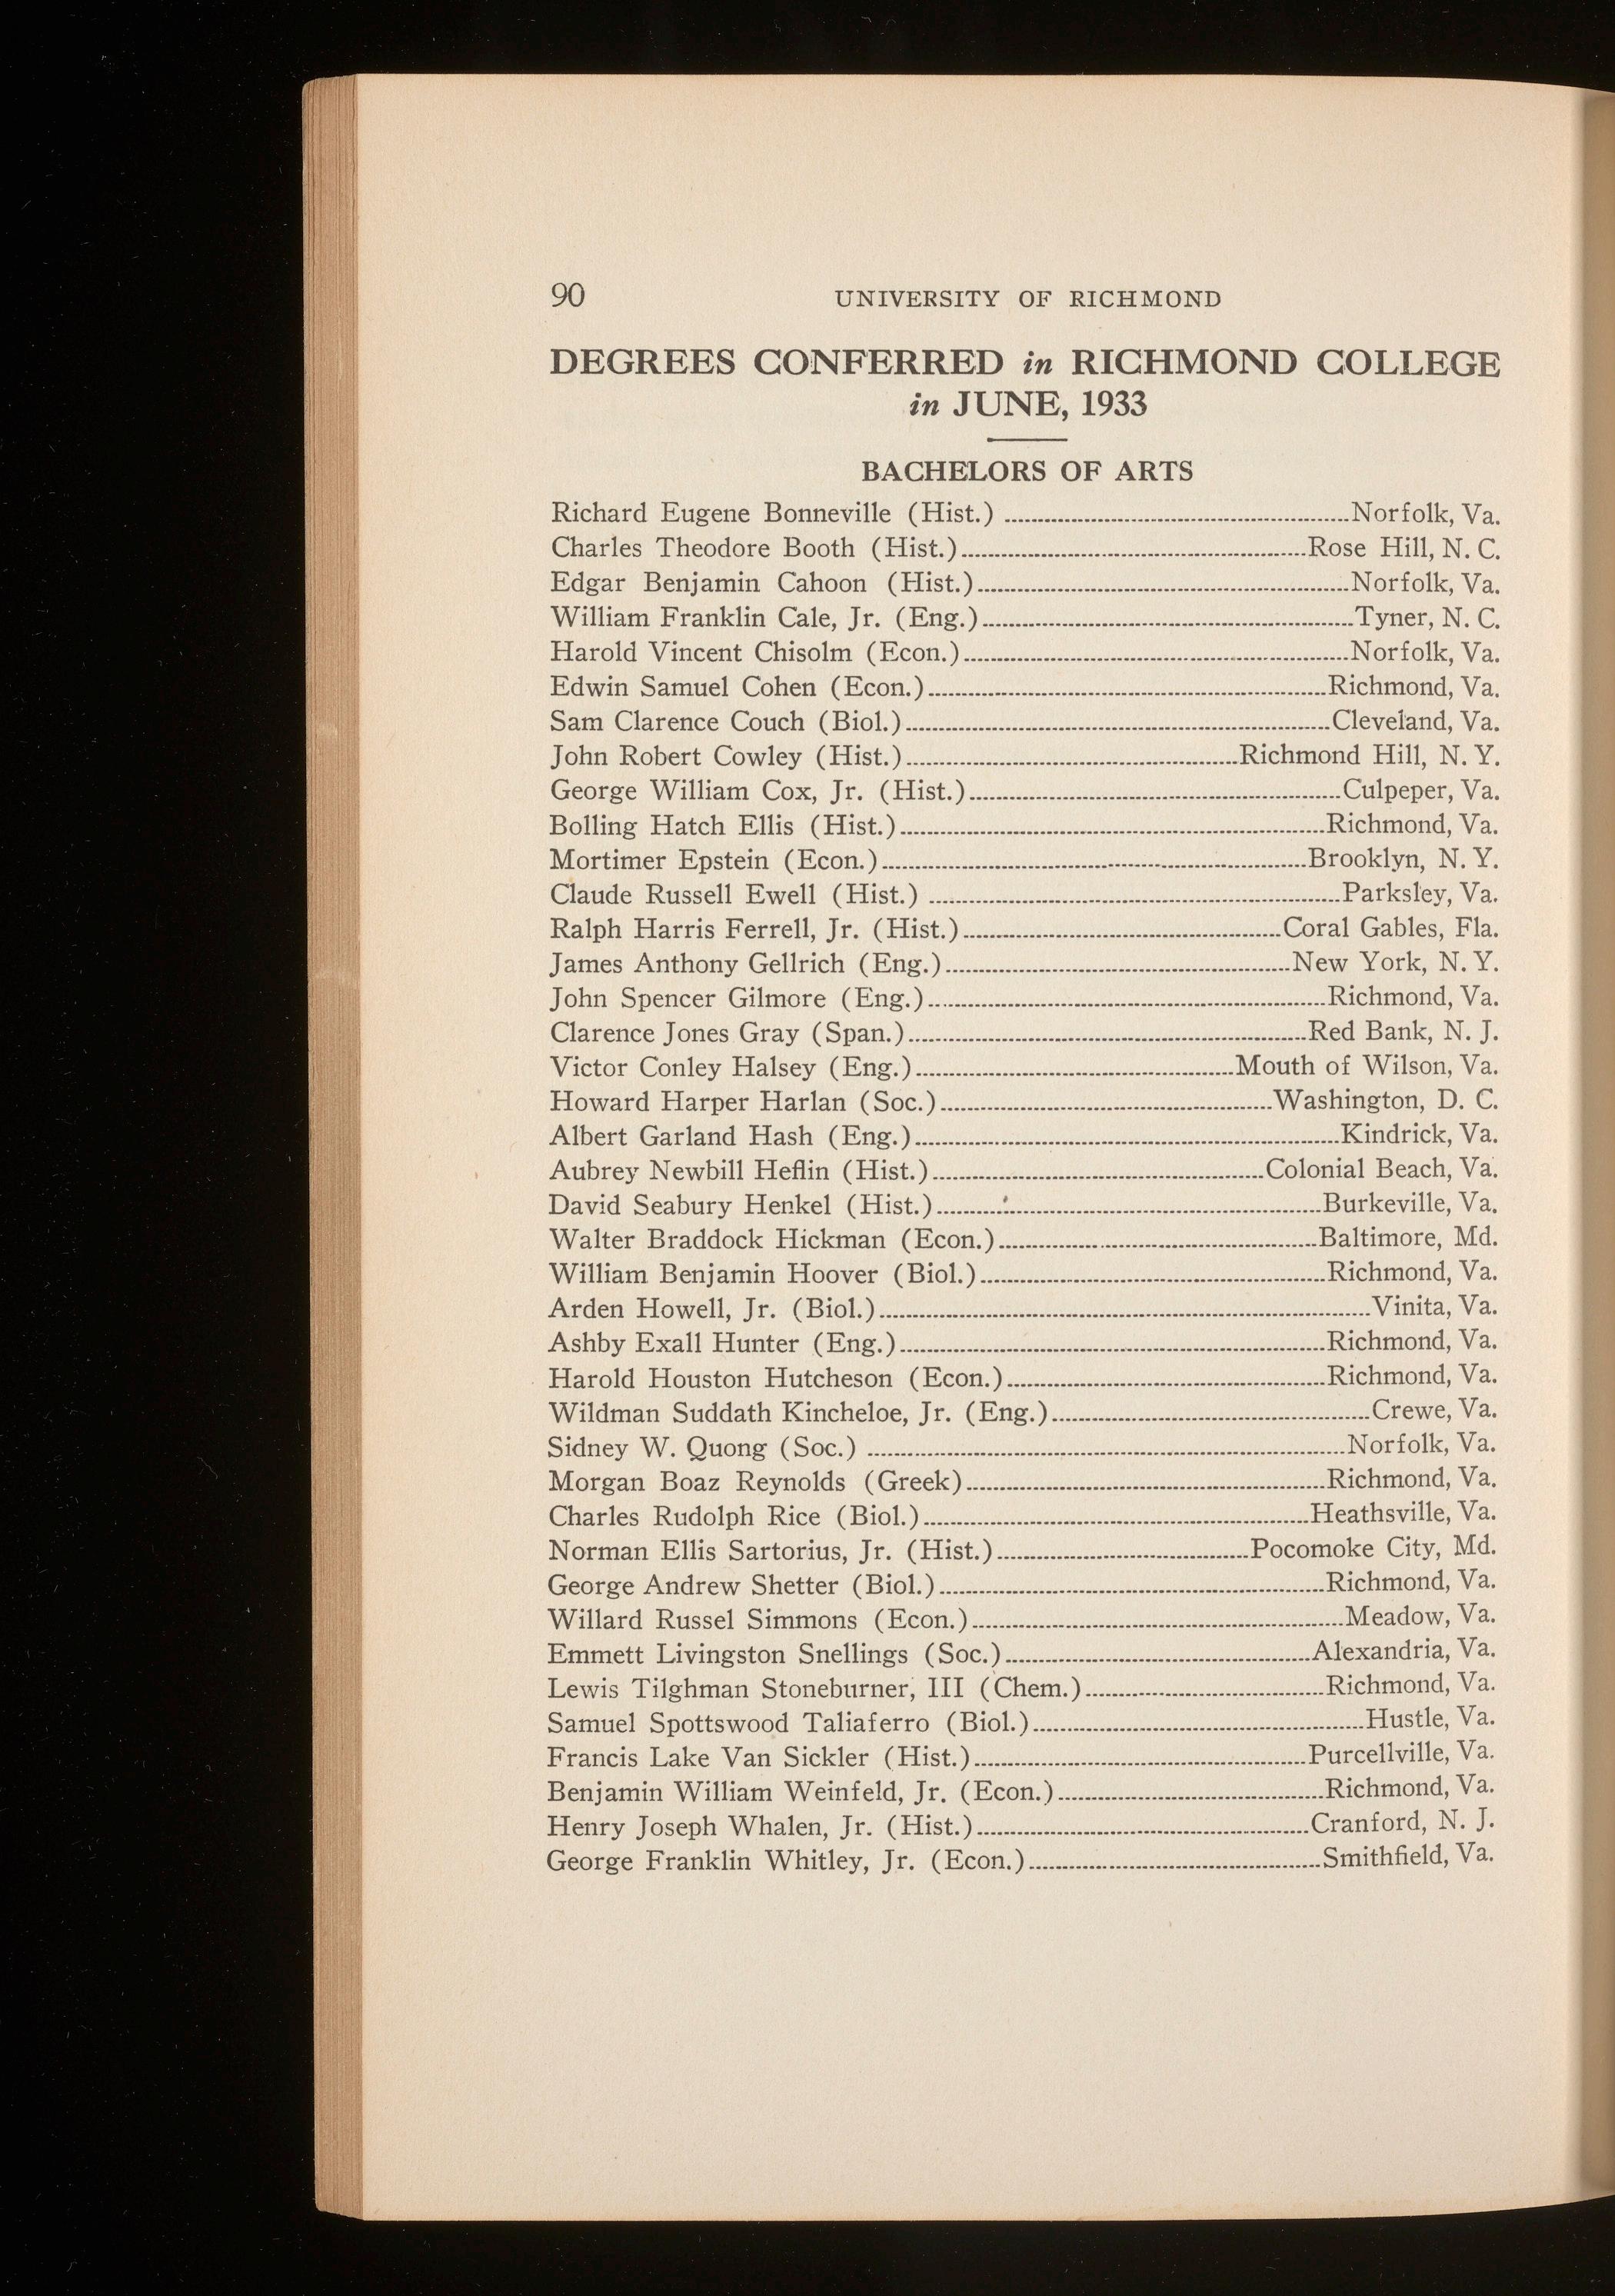 90 UNIVERSITY OF RICHMOND
DEGREES CONFERRED in RICHMOND COLLEGE
in JUNE, 1933
BACHELORS OF ARTS
Richard Eugene Bonneville (Hist.) ........ Norfolk, Va.
Charles Theodore Booth (Hist.) ........ Rose Hill, N. C.
Edgar Benjamin Cahoon (Hist.) ........ Norfolk, Va.
William Franklin Cale, Jr. (Eng.) ........ Tyner, N. C.
Harold Vincent Chisolm (Econ.) ........ Norfolk, Va.
Edwin Samuel Cohen (Econ.) ........ Richmond, Va.
Sam Clarence Couch (Biol.) ........ Cleveland, Va.
John Robert Cowley (Hist.) ........ Richmond Hill, N. Y.
George William Cox, Jr. (Hist.) ........ Culpeper, Va.
Bolling Hatch Ellis (Hist.) ........ Richmond, Va.
Mortimer Epstein (Econ.) ........ Brooklyn, N. Y.
Claude Russell Ewell (Hist.) ........ Parksley, Va.
Ralph Harris Ferrell, Jr. (Hist.) ........ Coral Gables, Fla.
James Anthony Gellrich (Eng.) ........ New York, N. Y.
John Spencer Gilmore (Eng.) ........ Richmond, Va.
Clarence Jones Gray (Span.) ........ Red Bank, N. J.
Victor Conley Halsey (Eng.) ........ Mouth of Wilson, Va.
Howard Harper Harlan (Soc.) ........ Washington, D. C.
Albert Garland Hash (Eng.) ........ Kindrick, Va.
Aubrey Newbill Heflin (Hist.) ........ Colonial Beach, Va.
David Seabury Henkel (Hist.) ........ Burkeville, Va.
Walter Braddock Hickman (Econ.) ........ Baltimore, Md.
William Benjamin Hoover (Biol.) ........ Richmond, Va.
Arden Howell, Jr. (Biol.) ........ Vinita, Va.
Ashby Exall Hunter (Eng.) ........ Richmond, Va.
Harold Houston Hutcheson (Econ.) ........ Richmond, Va.
Wildman Suddath Kincheloe, Jr. (Eng.) ........ Crewe, Va.
Sidney W. Quong (Soc.) ........ Norfolk, Va.
Morgan Boaz Reynolds (Greek) ........ Richmond, Va.
Charles Rudolph Rice (Biol.) ........ Heathsville, Va.
Norman Ellis Sartorius, Jr. (Hist.) ........ Pocomoke City, Md.
George Andrew Shetter (Biol.) ........ Richmond, Va.
Willard Russel Simmons (Econ.) ........ Meadow, Va.
Emmett Livingston Snellings (Soc.) ........ Alexandria, Va.
Lewis Tilghman Stoneburner, III (Chem.) ........ Richmond, Va.
Samuel Spottswood Taliaferro (Biol.) ........ Hustle, Va.
Francis Lake Van Sickler (Hist.) ........ Purcellville, Va.
Benjamin William Weinfeld, Jr. (Econ.) ........ Richmond, Va.
Henry Joseph Whalen, Jr. (Hist.) ........ Cranford, N. J.
George Franklin Whitley, Jr. (Econ.) ........ Smithfield, Va.